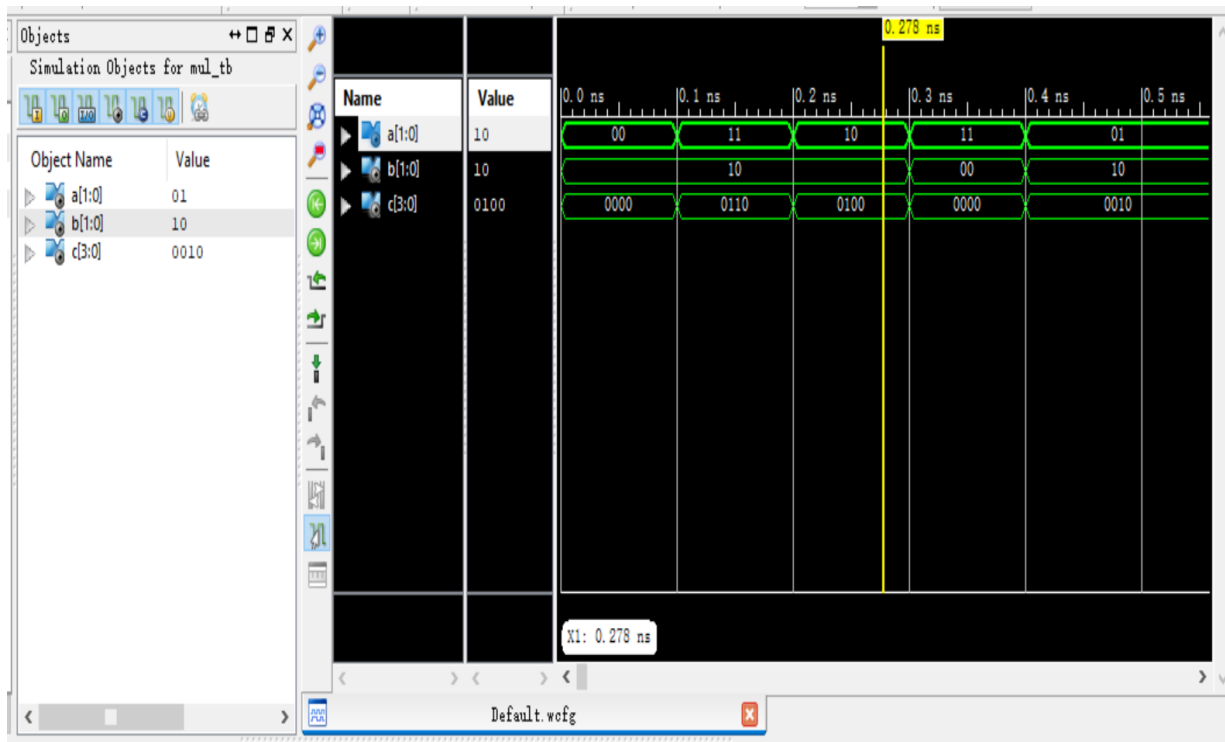 Objects
Simulation Objects for mul_tb
Object Name Value
a[1:0] 01
b[1:0] 10
c[3:0] 0010
0.278 ns
Name Value
0.0 ns 0.1 ns 0.2 ns 0.3 ns 0.4 ns 0.5 ns
a[1:0] 10 00 11 10 11 01
b[1:0] 10 10 00 10
c[3:0] 0100 0000 0110 0100 0000 0010
X1: 0.278 ns
Default.wcfg